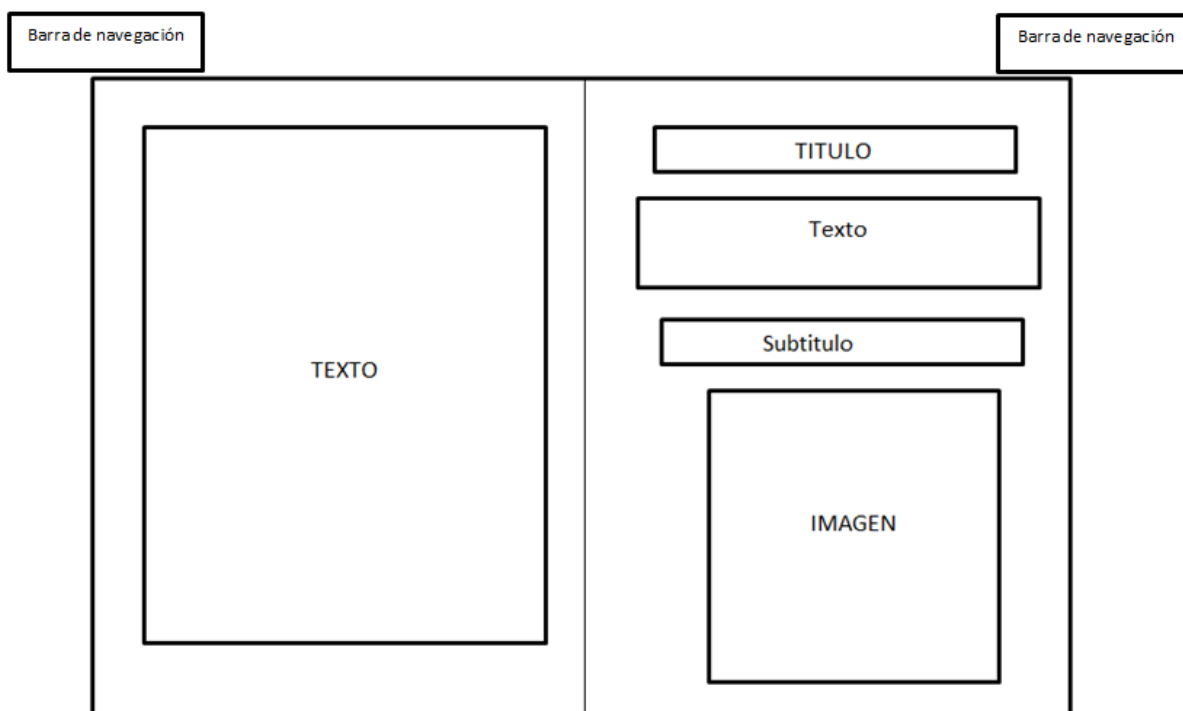 Barra de navegación
Barra de navegación
TEXTO
TITULO
Texto
Subtitulo
IMAGEN